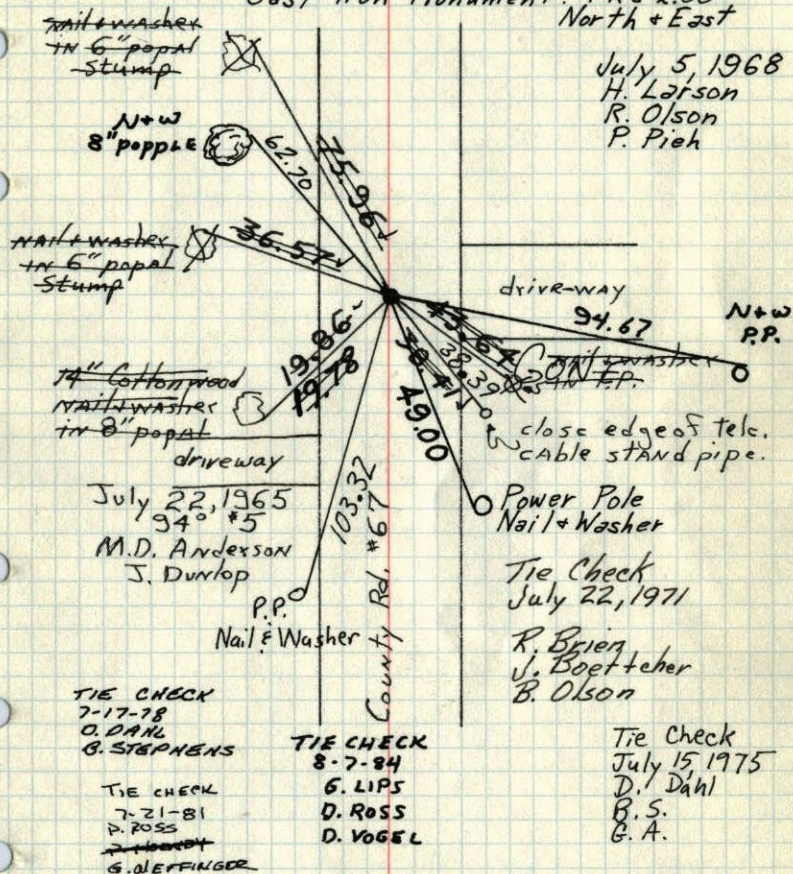 North & East
nail & washer
in 6" popal
Stump
July 5, 1968
H. Larson
R. Olson
P. Pieh
N+W
8" popple
62.70
75.96
nail & washer
in 6" popal
Stump
36.57
drive-way
94.67
N+W
P.P.
43.64
GONE
nail & washer
in T.P.
38.39
38.41
19.86
19.78
14" Cottonwood
nail & washer
in 8" popal
49.00
close edge of tele.
cable stand pipe.
driveway
July 22, 1965
94° #5
M.D. Anderson
J. Dunlop
103.32
County Rd. #67
Power Pole
Nail & Washer
P.P.
Nail & Washer
Tie Check
July 22, 1971
R. Brien
J. Boettcher
B. Olson
TIE CHECK
7-17-78
O. DAHL
B. STEPHENS
TIE CHECK
8-7-84
G. LIPS
D. ROSS
D. VOGEL
Tie Check
July 15, 1975
D. Dahl
B.S.
G.A.
TIE CHECK
7-21-81
D. ROSS